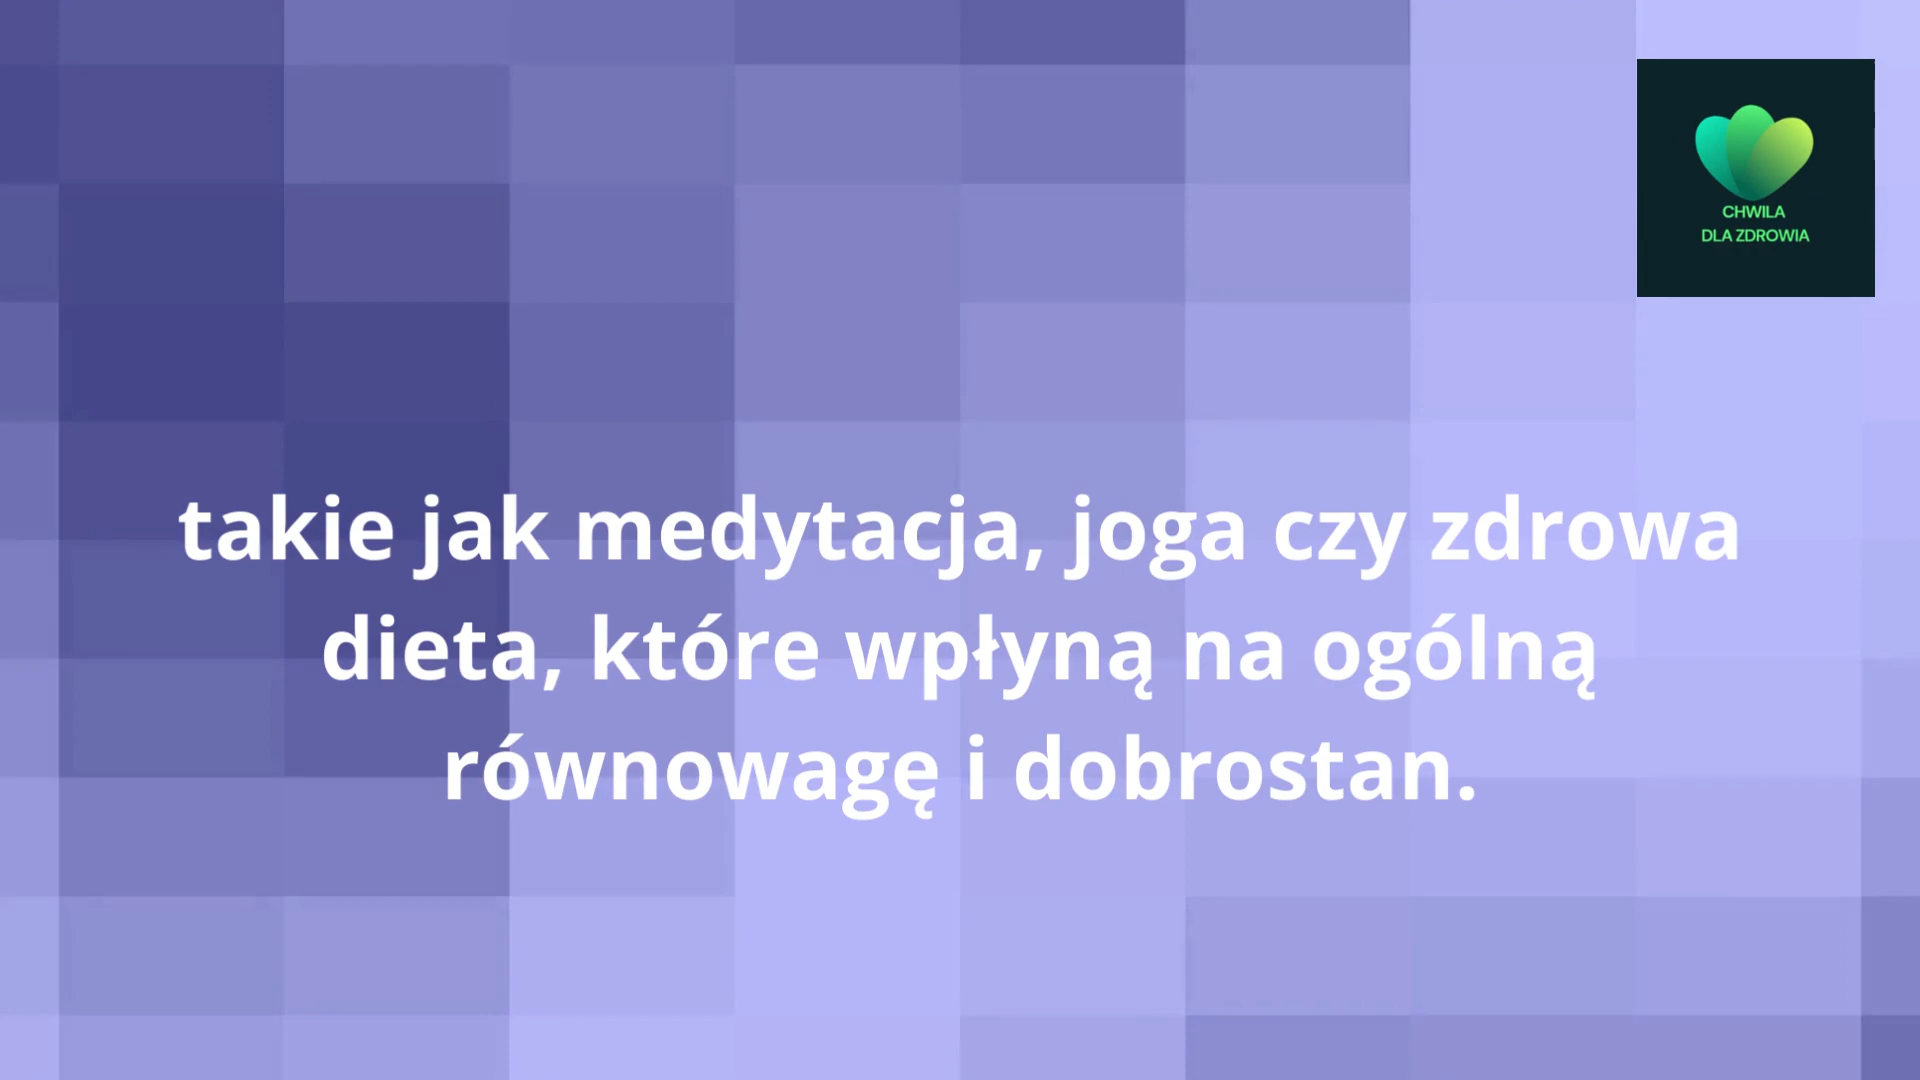 CHWILA
DLA ZDROWIA
takie jak medytacja, joga czy zdrowa
dieta, które wpłyną na ogólną
równowagę i dobrostan.